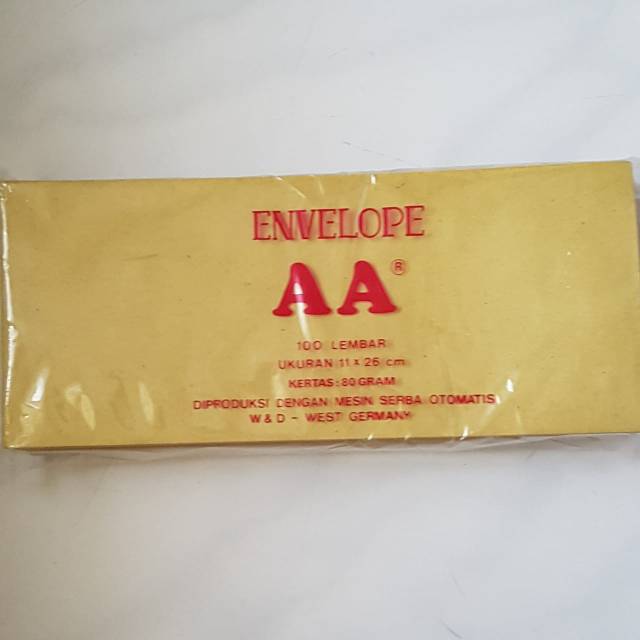 ENVELOPE
AA®
100 LEMBAR
UKURAN 11 x 26 cm
KERTAS : 80 GRAM
DIPRODUKSI DENGAN MESIN SERBA OTOMATIS
W & D - WEST GERMANY